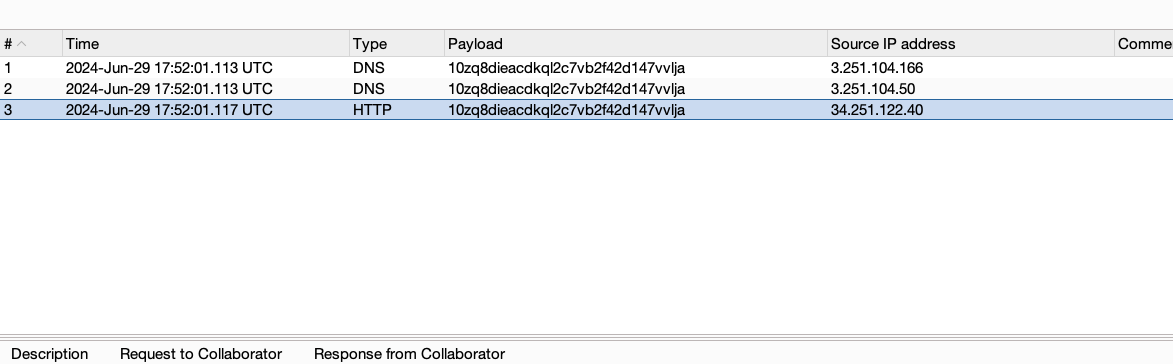 # Time Type Payload Source IP address Comme
1 2024-Jun-29 17:52:01.113 UTC DNS 10zq8dieacdkql2c7vb2f42d147vvlja 3.251.104.166
2 2024-Jun-29 17:52:01.113 UTC DNS 10zq8dieacdkql2c7vb2f42d147vvlja 3.251.104.50
3 2024-Jun-29 17:52:01.117 UTC HTTP 10zq8dieacdkql2c7vb2f42d147vvlja 34.251.122.40
Description Request to Collaborator Response from Collaborator